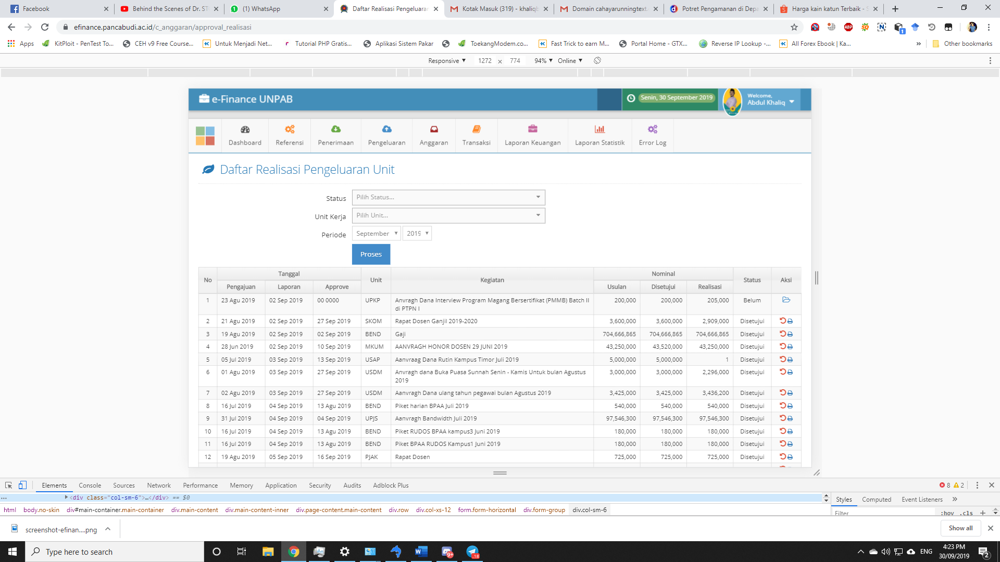 Facebook
Behind the Scenes of Dr. ST
(1) WhatsApp
Daftar Realisasi Pengeluaran
Kotak Masuk (319) - khaliqb
Domain cahayarunningtext.
Potret Pengamanan di Depa
Harga kain katun Terbaik - S
efinance.pancabudi.ac.id/c_anggaran/approval_realisasi
Apps
KitPloit - PenTest To...
CEH v9 Free Course...
Untuk Menjadi Net...
Tutorial PHP Gratis...
Aplikasi Sistem Pakar
ToekangModem.co...
Fast Trick to earn M...
Portal Home - GTX...
Reverse IP Lookup -...
All Forex Ebook | Ka...
Other bookmarks
Responsive 1272 x 774 94% Online
e-Finance UNPAB
Senin, 30 September 2019
Welcome,
Abdul Khaliq
Dashboard Referensi Penerimaan Pengeluaran Anggaran Transaksi Laporan Keuangan Laporan Statistik Error Log
Daftar Realisasi Pengeluaran Unit
Status Pilih Status...
Unit Kerja Pilih Unit...
Periode September 2019
Proses
No Tanggal Unit Kegiatan Nominal Status Aksi
Pengajuan Laporan Approve Usulan Disetujui Realisasi
1 23 Agu 2019 02 Sep 2019 00 0000 UPKP Anvragh Dana Interview Program Magang Bersertifikat (PMMB) Batch II 200,000 200,000 205,000 Belum
di PTPN I
2 21 Agu 2019 02 Sep 2019 27 Sep 2019 SKOM Rapat Dosen Ganjil 2019-2020 3,600,000 3,600,000 2,909,000 Disetujui
3 19 Agu 2019 02 Sep 2019 02 Sep 2019 BEND Gaji 704,666,865 704,666,865 704,666,865 Disetujui
4 28 Jun 2019 02 Sep 2019 10 Sep 2019 MKUM AANVRAGH HONOR DOSEN 29 JUNI 2019 43,250,000 43,520,000 43,250,000 Disetujui
5 05 Jul 2019 03 Sep 2019 13 Sep 2019 USAP Aanvraag Dana Rutin Kampus Timor Juli 2019 5,000,000 5,000,000 1 Disetujui
6 01 Agu 2019 03 Sep 2019 27 Sep 2019 USDM Anvragh dana Buka Puasa Sunnah Senin - Kamis Untuk bulan Agustus 3,000,000 3,000,000 2,296,000 Disetujui
2019
7 02 Agu 2019 03 Sep 2019 27 Sep 2019 USDM Aanvragh Dana ulang tahun pegawai bulan Agustus 2019 3,425,000 3,425,000 3,436,200 Disetujui
8 16 Jul 2019 04 Sep 2019 13 Agu 2019 BEND Piket harian BPAA Juli 2019 540,000 540,000 540,000 Disetujui
9 31 Jul 2019 04 Sep 2019 04 Sep 2019 UPJS Aanvragh Bandwidth Juli 2019 97,546,300 97,546,300 97,546,300 Disetujui
10 16 Jul 2019 04 Sep 2019 13 Agu 2019 BEND Piket RUDOS BPAA kampus3 Juni 2019 180,000 180,000 180,000 Disetujui
11 16 Jul 2019 04 Sep 2019 13 Agu 2019 BEND Piket BPAA RUDOS Kampus1 Juni 2019 180,000 180,000 180,000 Disetujui
12 19 Agu 2019 05 Sep 2019 16 Sep 2019 PJAK Rapat Dosen 725,000 725,000 725,000 Disetujui
Elements Console Sources Network Performance Memory Application Security Audits Adblock Plus 8 2
... <div class="col-sm-6">…</div> == $0
Styles Computed Event Listeners »
html body.no-skin div#main-container.main-container div.main-content div.main-content-inner div.page-content.main-content div.row div.col-xs-12 form.form-horizontal div.form-group div.col-sm-6
Filter :hov .cls +
screenshot-efinan....png
Show all
Type here to search
9+
18
ENG
4:23 PM
30/09/2019
2